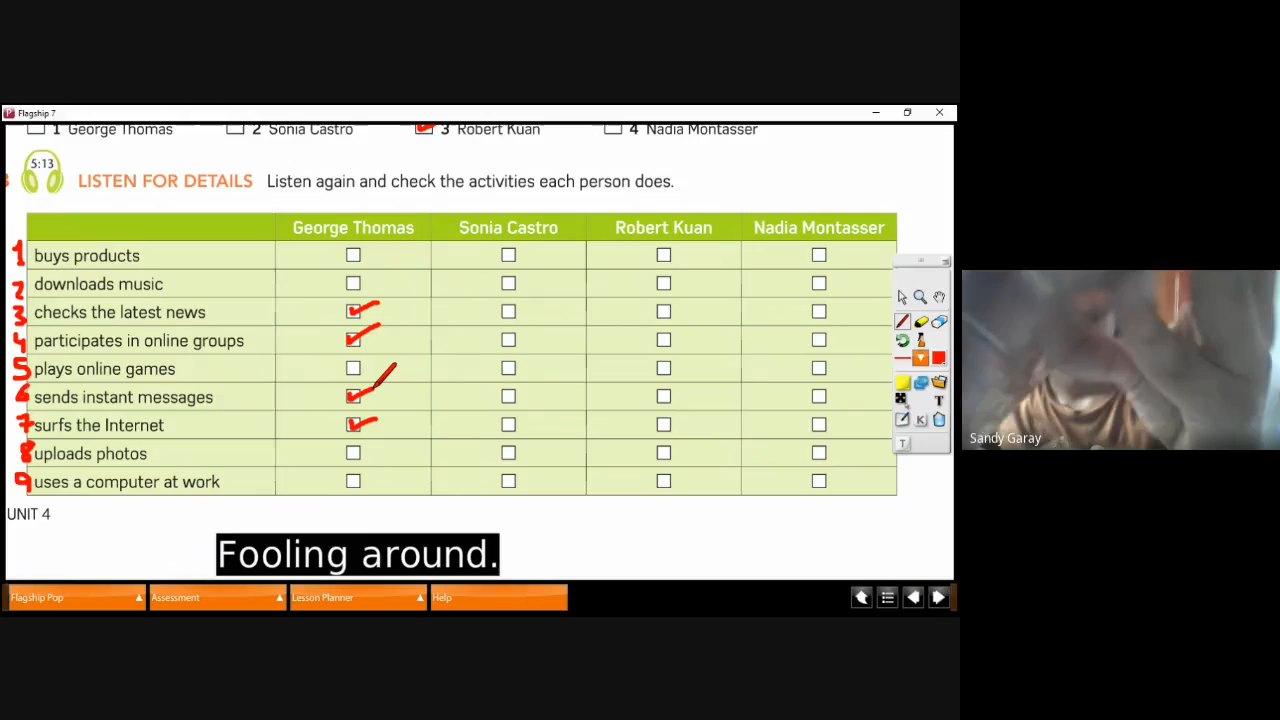 Flagship 7
1 George Thomas 2 Sonia Castro 3 Robert Kuan 4 Nadia Montasser
5:13
LISTEN FOR DETAILS Listen again and check the activities each person does.
George Thomas Sonia Castro Robert Kuan Nadia Montasser
1 buys products
2 downloads music
3 checks the latest news
4 participates in online groups
5 plays online games
6 sends instant messages
7 surfs the Internet
8 uploads photos
9 uses a computer at work
UNIT 4
Fooling around.
Flagship Pop Assessment Lesson Planner Help
Sandy Garay
T
K
T